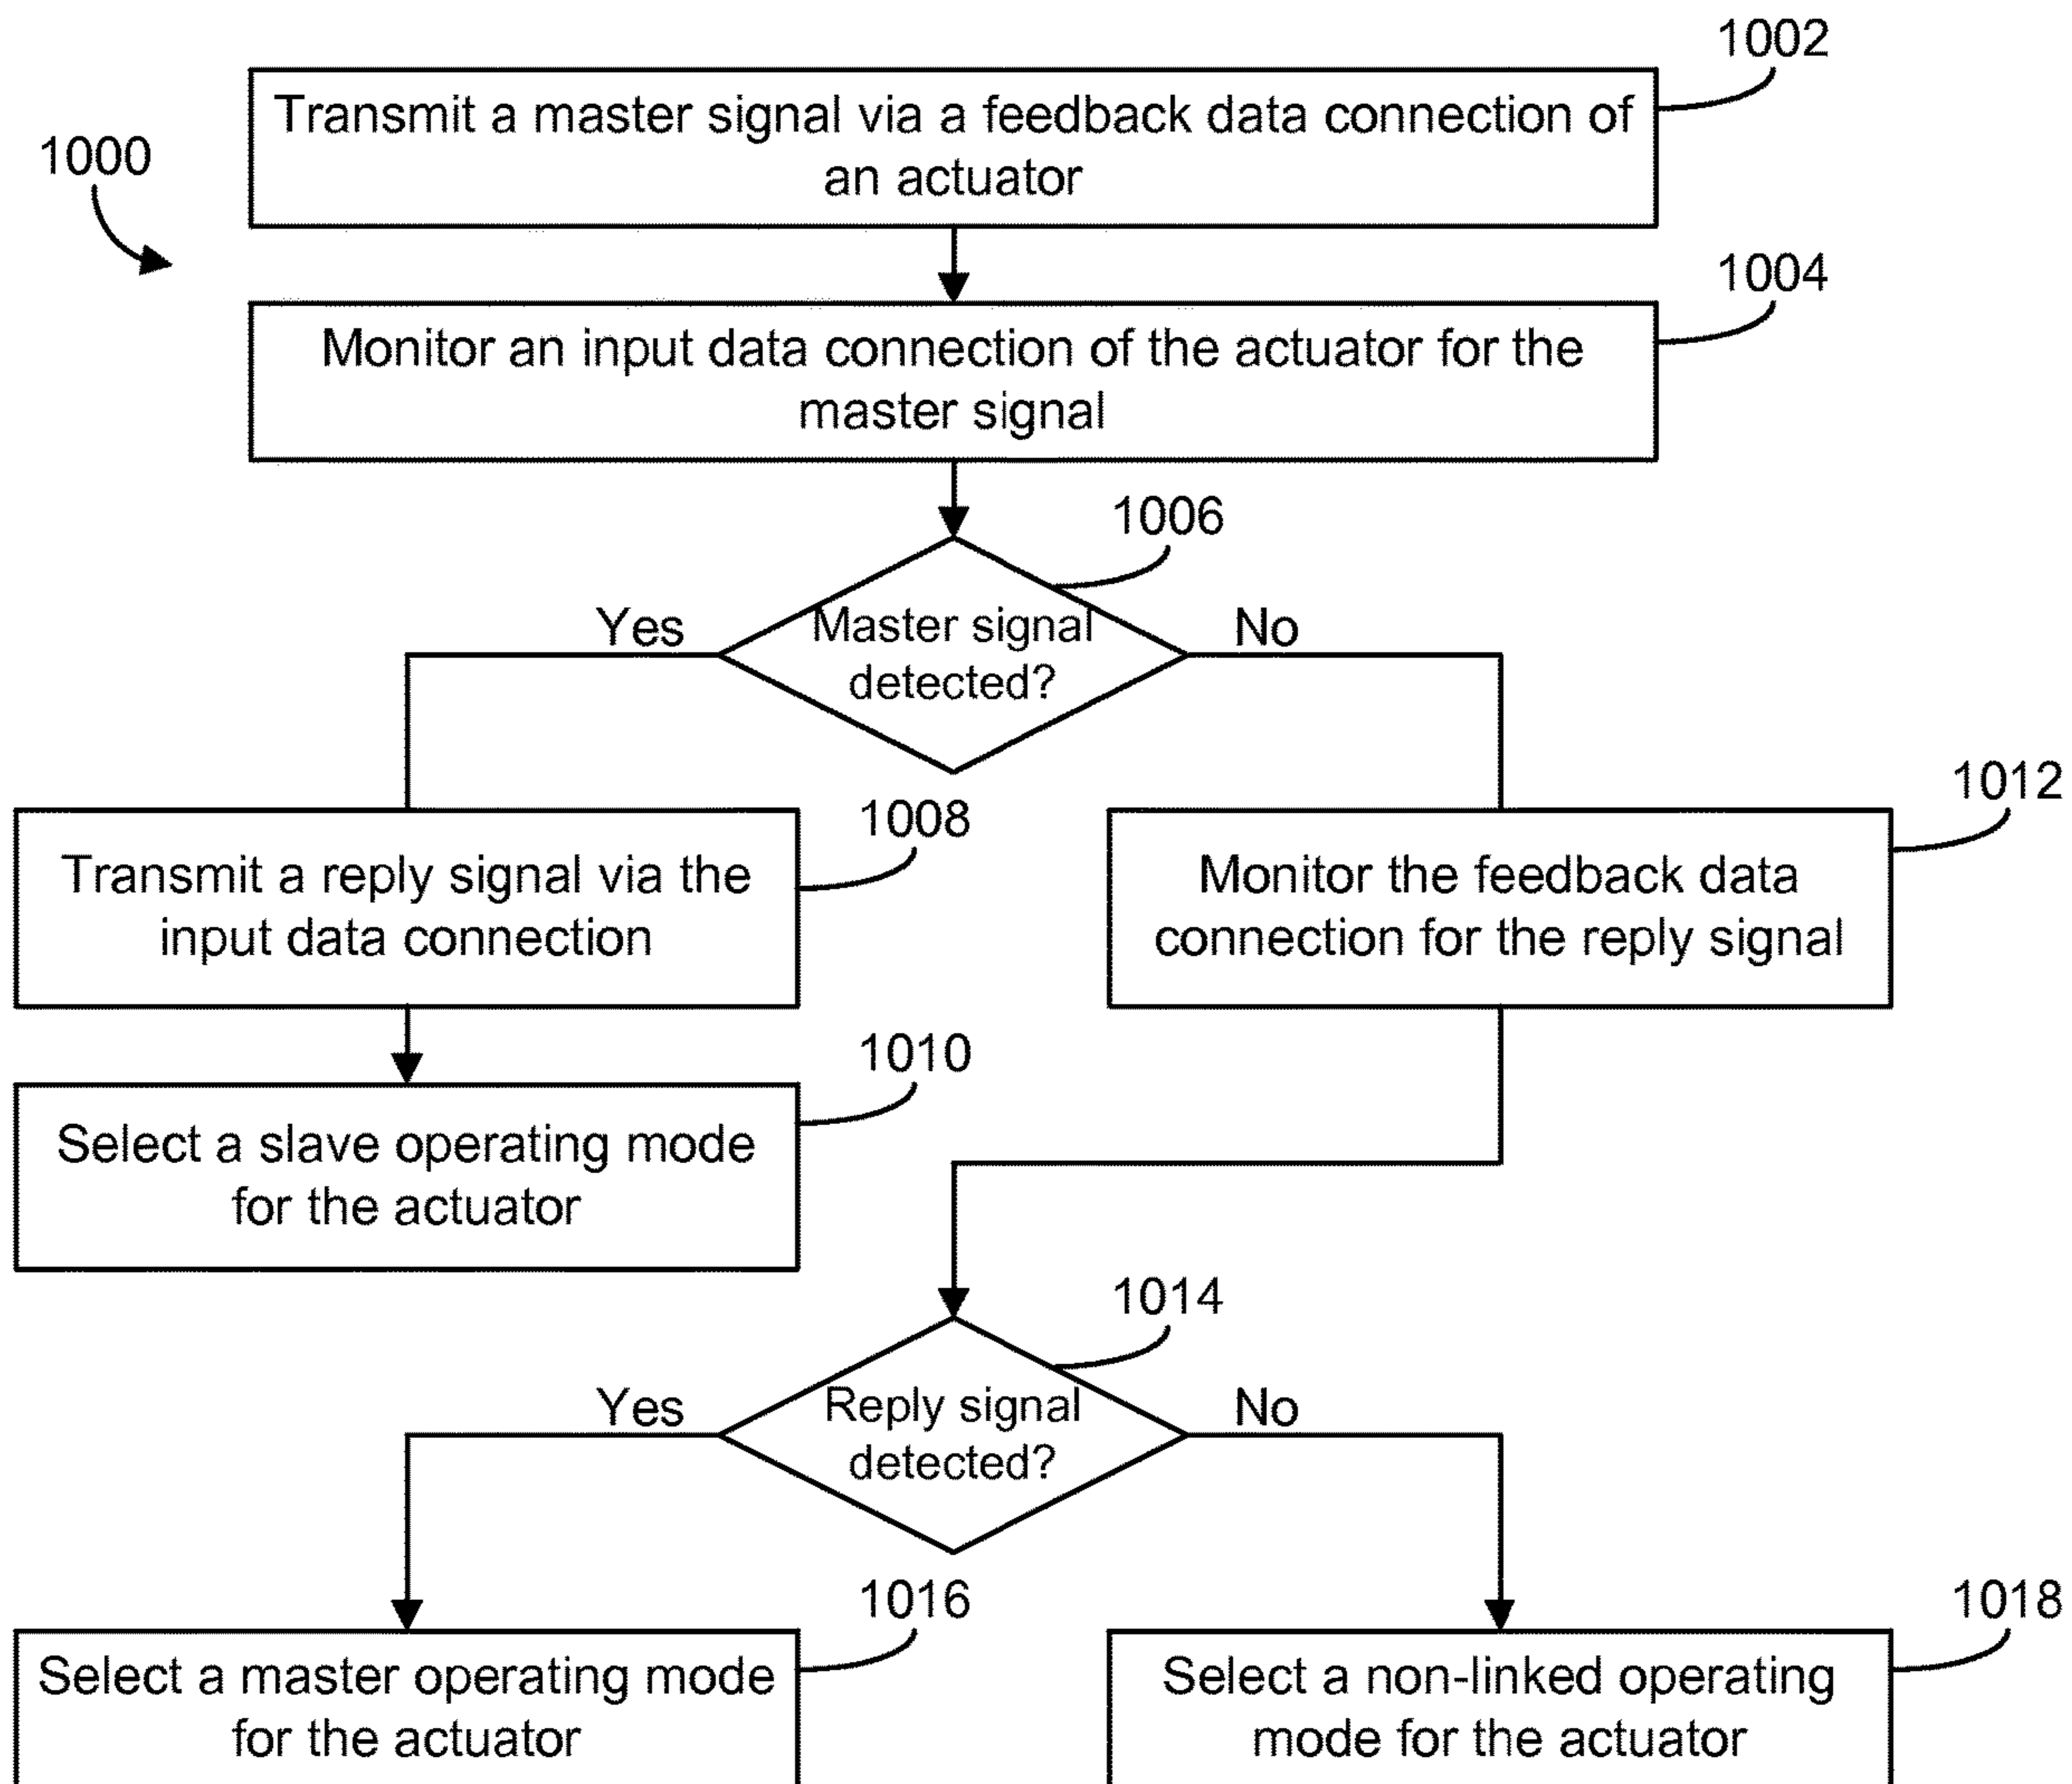 1002
Transmit a master signal via a feedback data connection of
an actuator
1000
1004
Monitor an input data connection of the actuator for the
master signal
1006
Yes
Master signal
detected?
No
1012
1008
Transmit a reply signal via the
input data connection
Monitor the feedback data
connection for the reply signal
1010
Select a slave operating mode
for the actuator
1014
Yes
Reply signal
detected?
No
1016
1018
Select a master operating mode
for the actuator
Select a non-linked operating
mode for the actuator